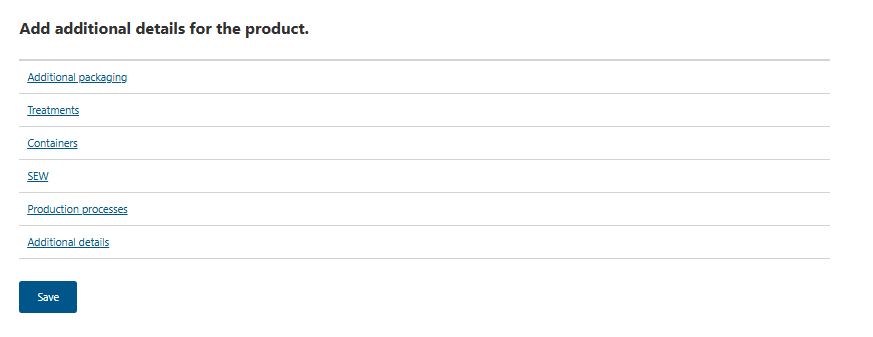 Add additional details for the product.
Additional packaging
Treatments
Containers
SEW
Production processes
Additional details
Save